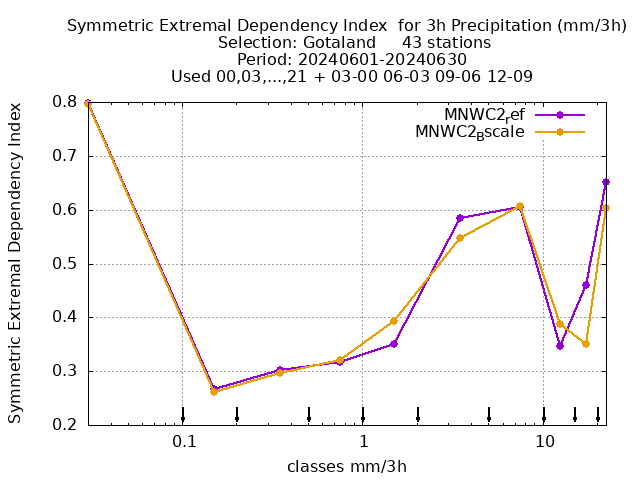 Symmetric Extremal Dependency Index  for 3h Precipitation (mm/3h)
Selection: Gotaland     43 stations
Period: 20240601-20240630
Used 00,03,...,21 + 03-00 06-03 09-06 12-09
MNWC2ref
MNWC2Bscale
Symmetric Extremal Dependency Index
0.8
0.7
0.6
0.5
0.4
0.3
0.2
0.1 1 10
classes mm/3h